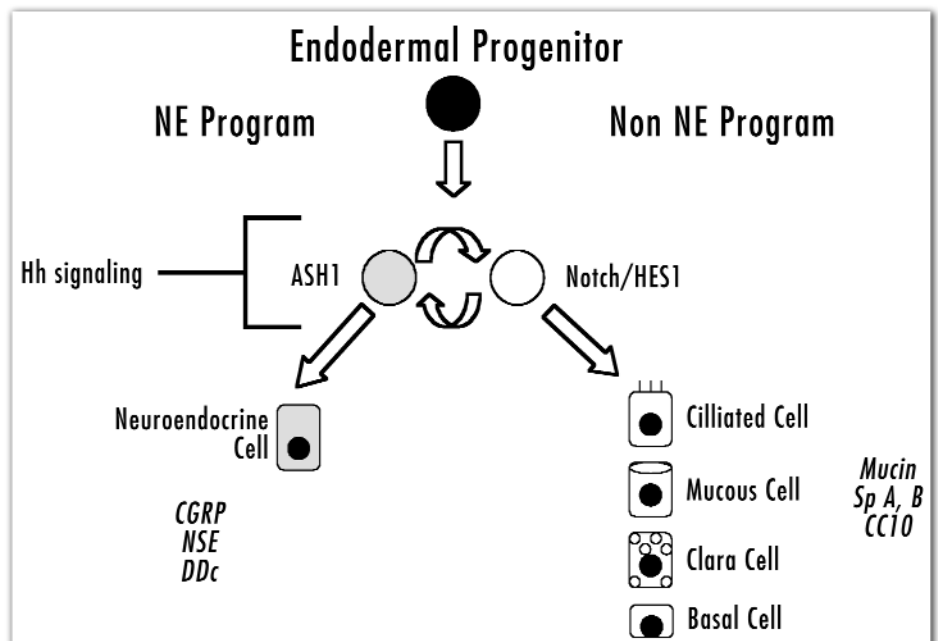 Endodermal Progenitor
NE Program
Non NE Program
Hh signaling
ASH1
Notch/HES1
Neuroendocrine
Cell
CGRP
NSE
DDc
Cilliated Cell
Mucous Cell
Clara Cell
Basal Cell
Mucin
Sp A, B
CC10